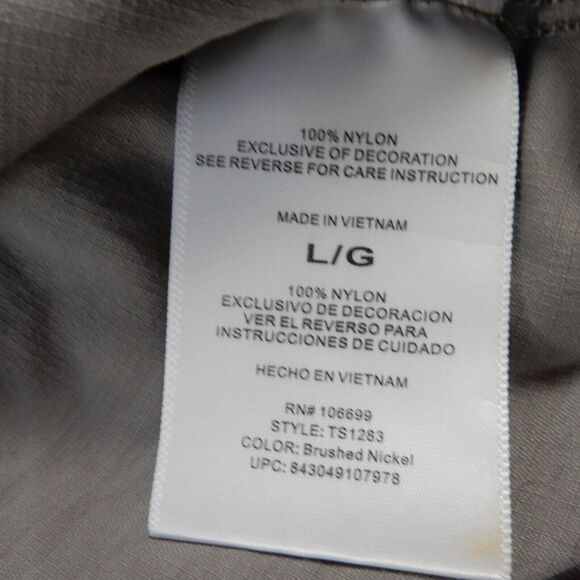 100% NYLON
EXCLUSIVE OF DECORATION
SEE REVERSE FOR CARE INSTRUCTION
MADE IN VIETNAM
L/G
100% NYLON
EXCLUSIVO DE DECORACION
VER EL REVERSO PARA
INSTRUCCIONES DE CUIDADO
HECHO EN VIETNAM
RN# 106699
STYLE: TS1283
COLOR: Brushed Nickel
UPC: 843049107978